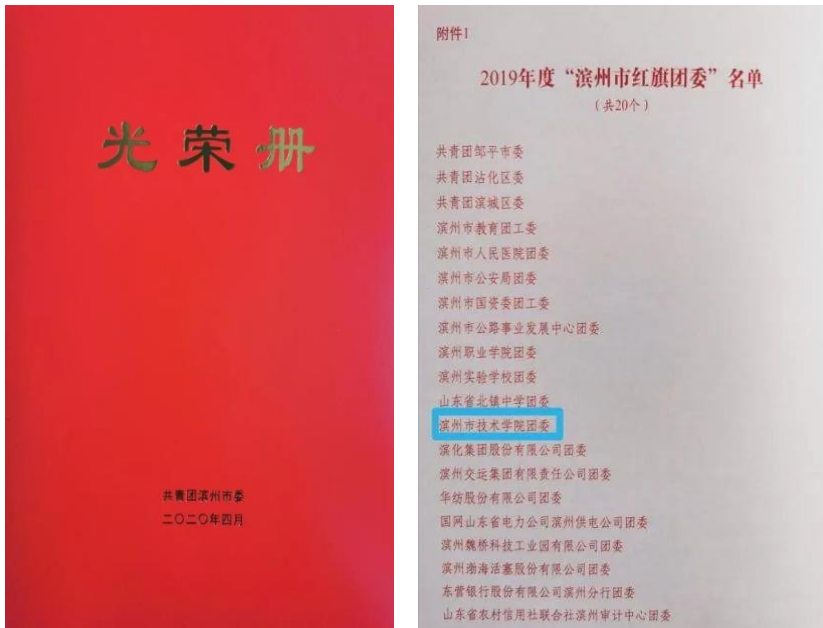 光荣册
共青团滨州市委
二〇二〇年四月
附件1
2019年度“滨州市红旗团委”名单
（共20个）
共青团邹平市委
共青团沾化区委
共青团滨城区委
滨州市教育团工委
滨州市人民医院团委
滨州市公安局团委
滨州市国资委团工委
滨州市公路事业发展中心团委
滨州职业学院团委
滨州实验学校团委
山东省北镇中学团委
滨州市技术学院团委
滨化集团股份有限公司团委
滨州交运集团有限责任公司团委
华纺股份有限公司团委
国网山东省电力公司滨州供电公司团委
滨州魏桥科技工业园有限公司团委
滨州渤海活塞股份有限公司团委
东营银行股份有限公司滨州分行团委
山东省农村信用社联合社滨州审计中心团委